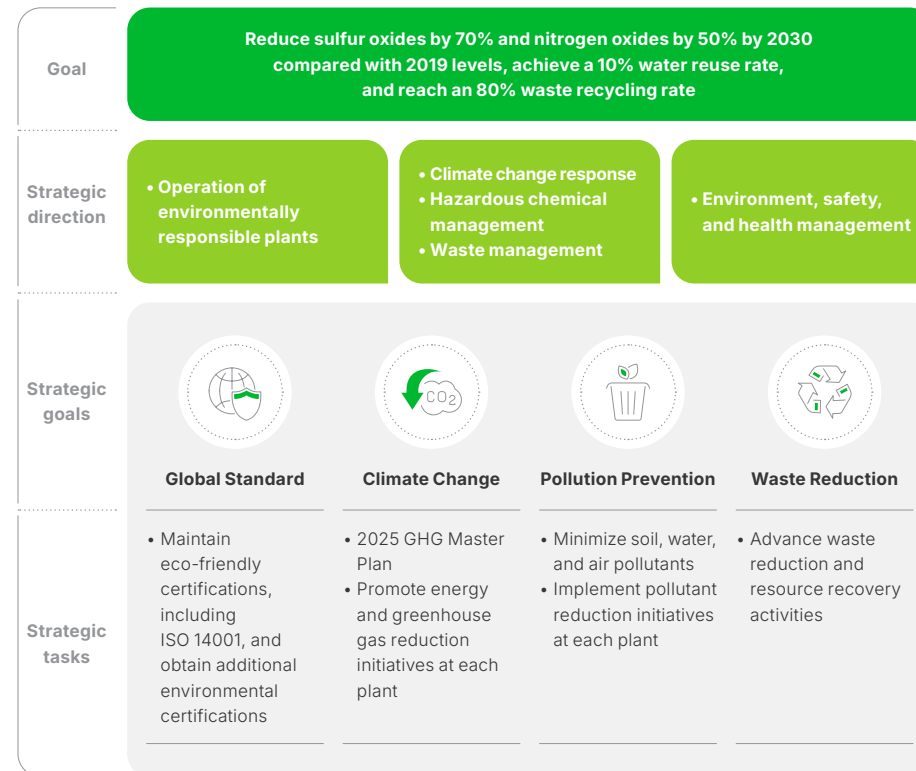 Goal
Reduce sulfur oxides by 70% and nitrogen oxides by 50% by 2030
compared with 2019 levels, achieve a 10% water reuse rate,
and reach an 80% waste recycling rate
Strategic
direction
• Operation of
environmentally
responsible plants
• Climate change response
• Hazardous chemical
management
• Waste management
• Environment, safety,
and health management
Strategic
goals
CO2
Global Standard
Climate Change
Pollution Prevention
Waste Reduction
Strategic
tasks
• Maintain
eco-friendly
certifications,
including
ISO 14001, and
obtain additional
environmental
certifications
• 2025 GHG Master
Plan
• Promote energy
and greenhouse
gas reduction
initiatives at each
plant
• Minimize soil, water,
and air pollutants
• Implement pollutant
reduction initiatives
at each plant
• Advance waste
reduction and
resource recovery
activities